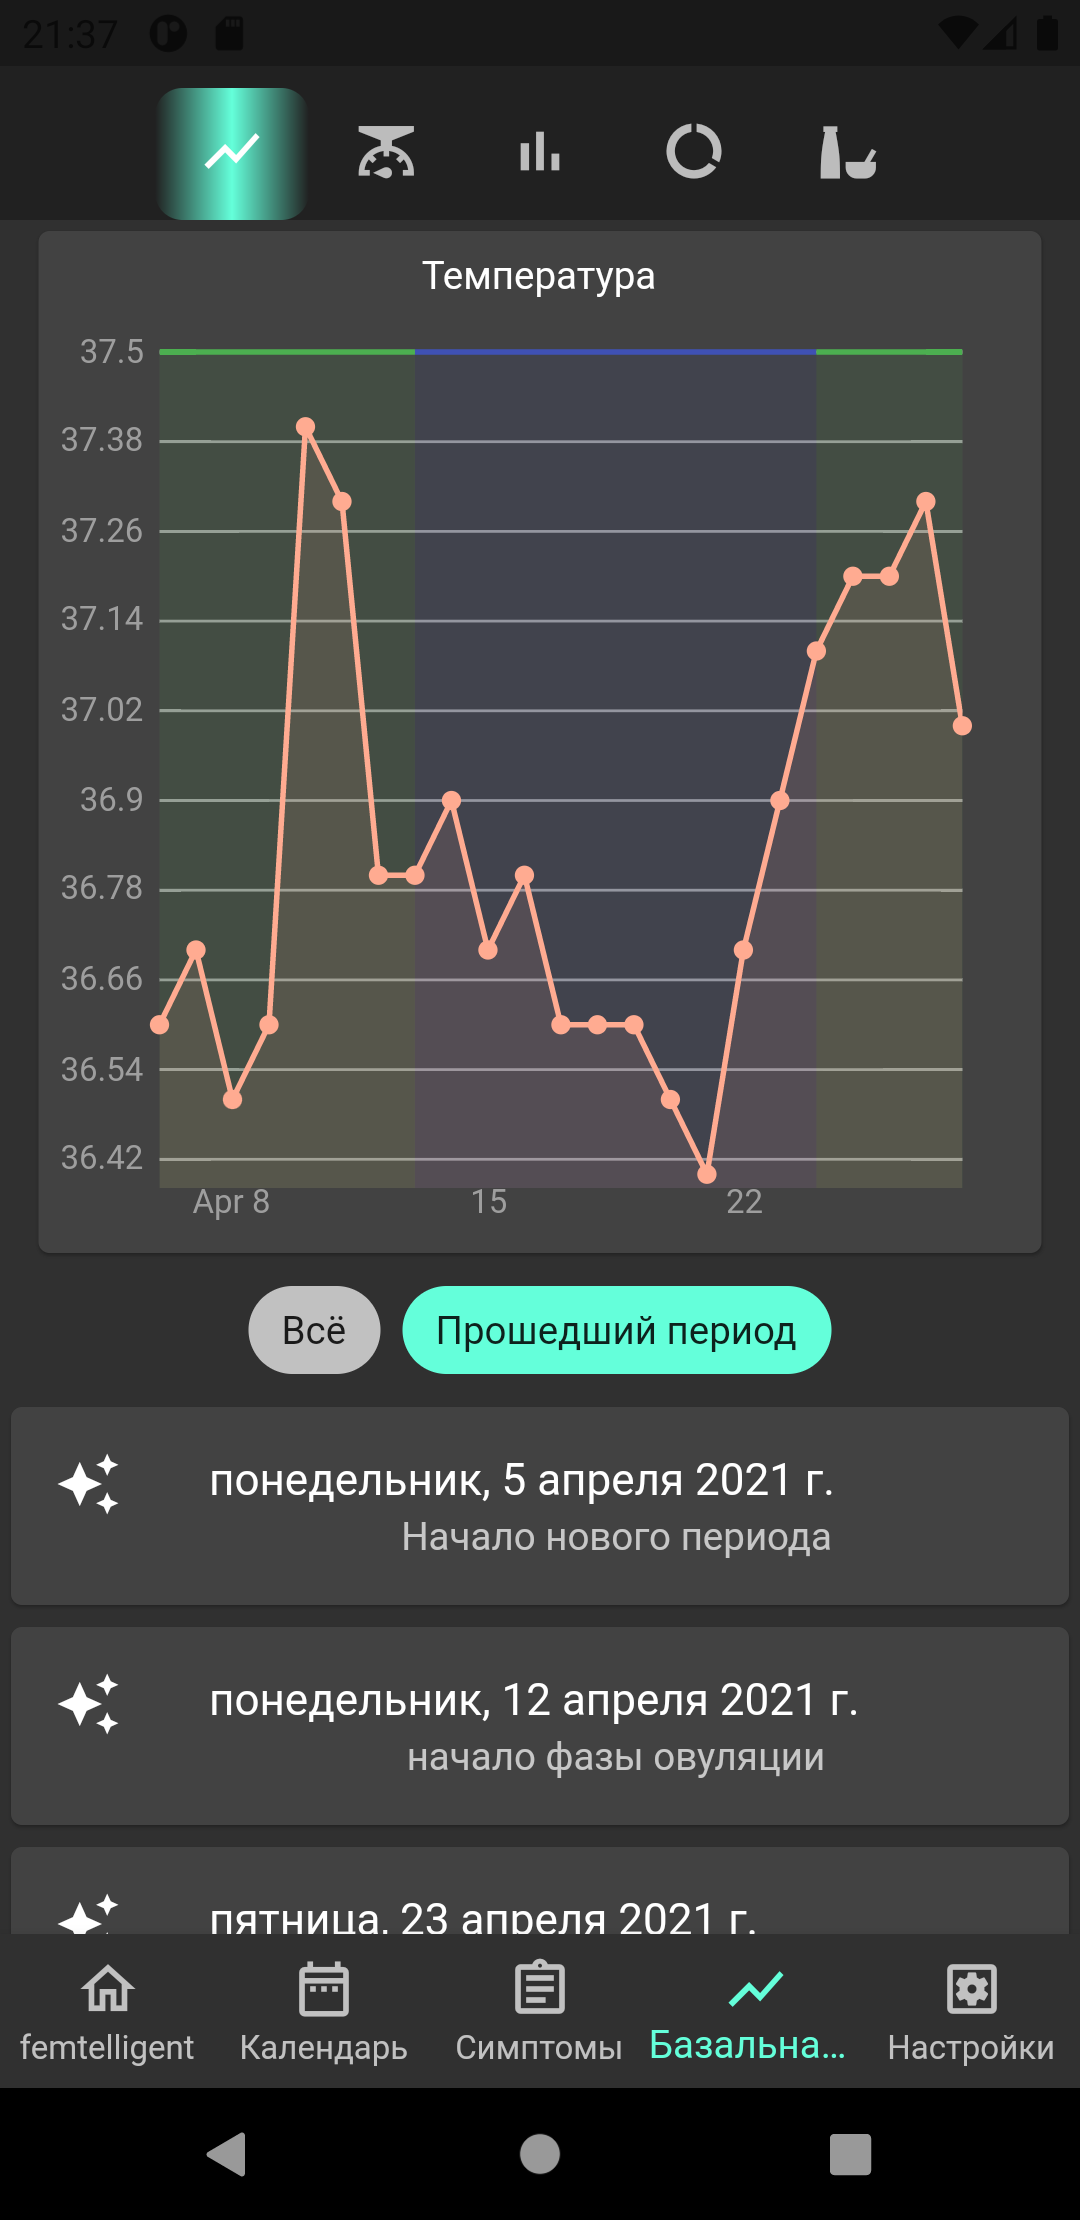 21:37
Температура
37.5
37.38
37.26
37.14
37.02
36.9
36.78
36.66
36.54
36.42
Apr 8 15 22
Всё Прошедший период
понедельник, 5 апреля 2021 г.
Начало нового периода
понедельник, 12 апреля 2021 г.
начало фазы овуляции
пятница, 23 апреля 2021 г.
femtelligent Календарь Симптомы Базальна... Настройки